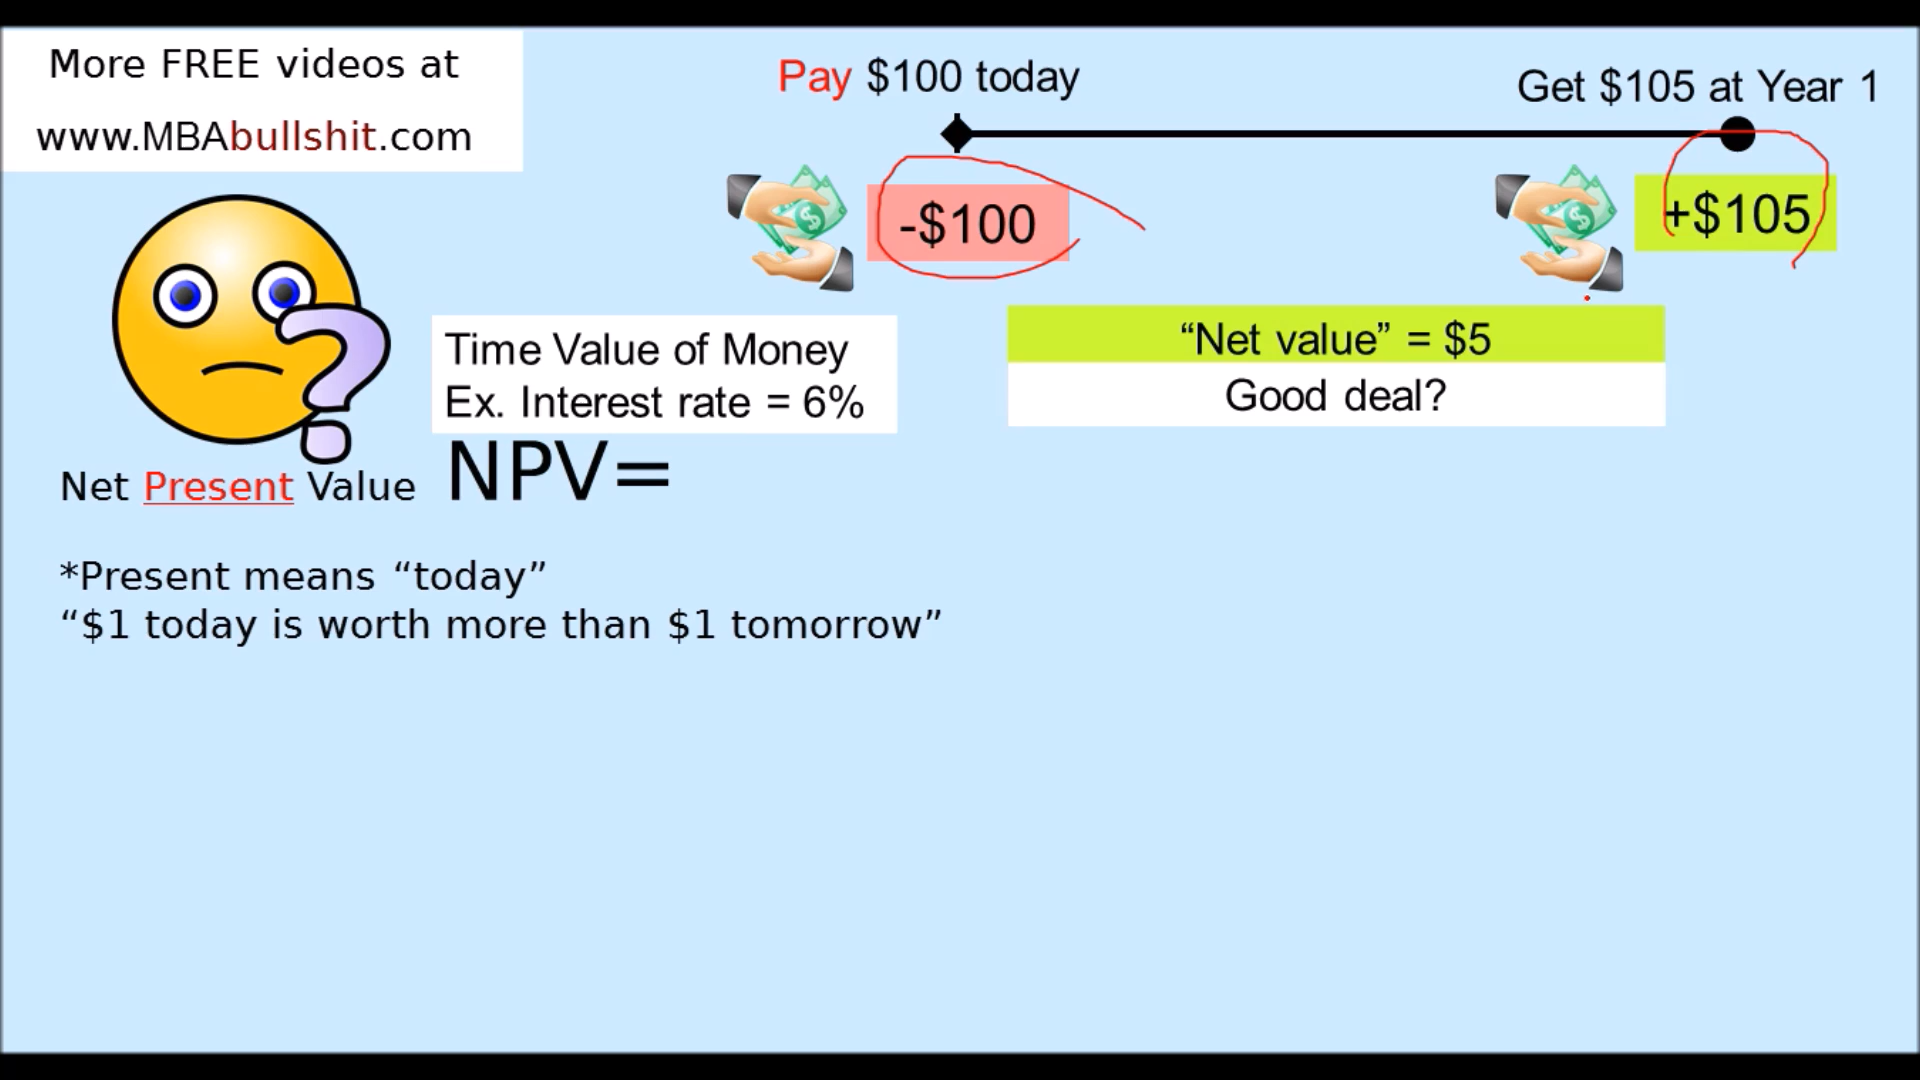 More FREE videos at
www.MBAbullshit.com
Pay $100 today
Get $105 at Year 1
-$100
+$105
Time Value of Money
Ex. Interest rate = 6%
“Net value” = $5
Good deal?
Net Present Value NPV=
*Present means “today”
“$1 today is worth more than $1 tomorrow”